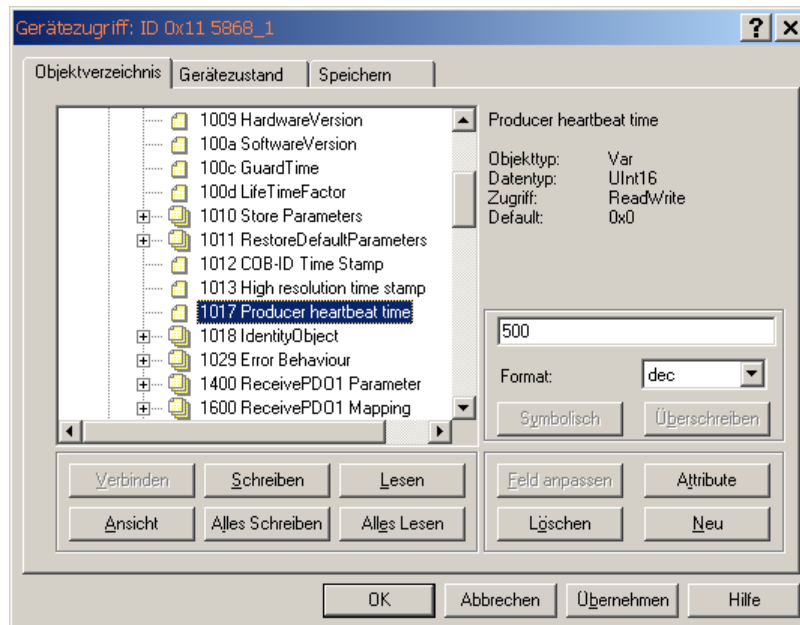 Gerätezugriff: ID 0x11 5868_1
Objektverzeichnis Gerätezustand Speichern
1009 HardwareVersion
100a SoftwareVersion
100c GuardTime
100d LifeTimeFactor
1010 Store Parameters
1011 RestoreDefaultParameters
1012 COB-ID Time Stamp
1013 High resolution time stamp
1017 Producer heartbeat time
1018 IdentityObject
1029 Error Behaviour
1400 ReceivePDO1 Parameter
1600 ReceivePDO1 Mapping
Producer heartbeat time
Objekttyp: Var
Datentyp: UInt16
Zugriff: ReadWrite
Default: 0x0
500
Format: dec
Symbolisch Überschreiben
Verbinden Schreiben Lesen
Ansicht Alles Schreiben Alles Lesen
Feld anpassen Attribute
Löschen Neu
OK Abbrechen Übernehmen Hilfe